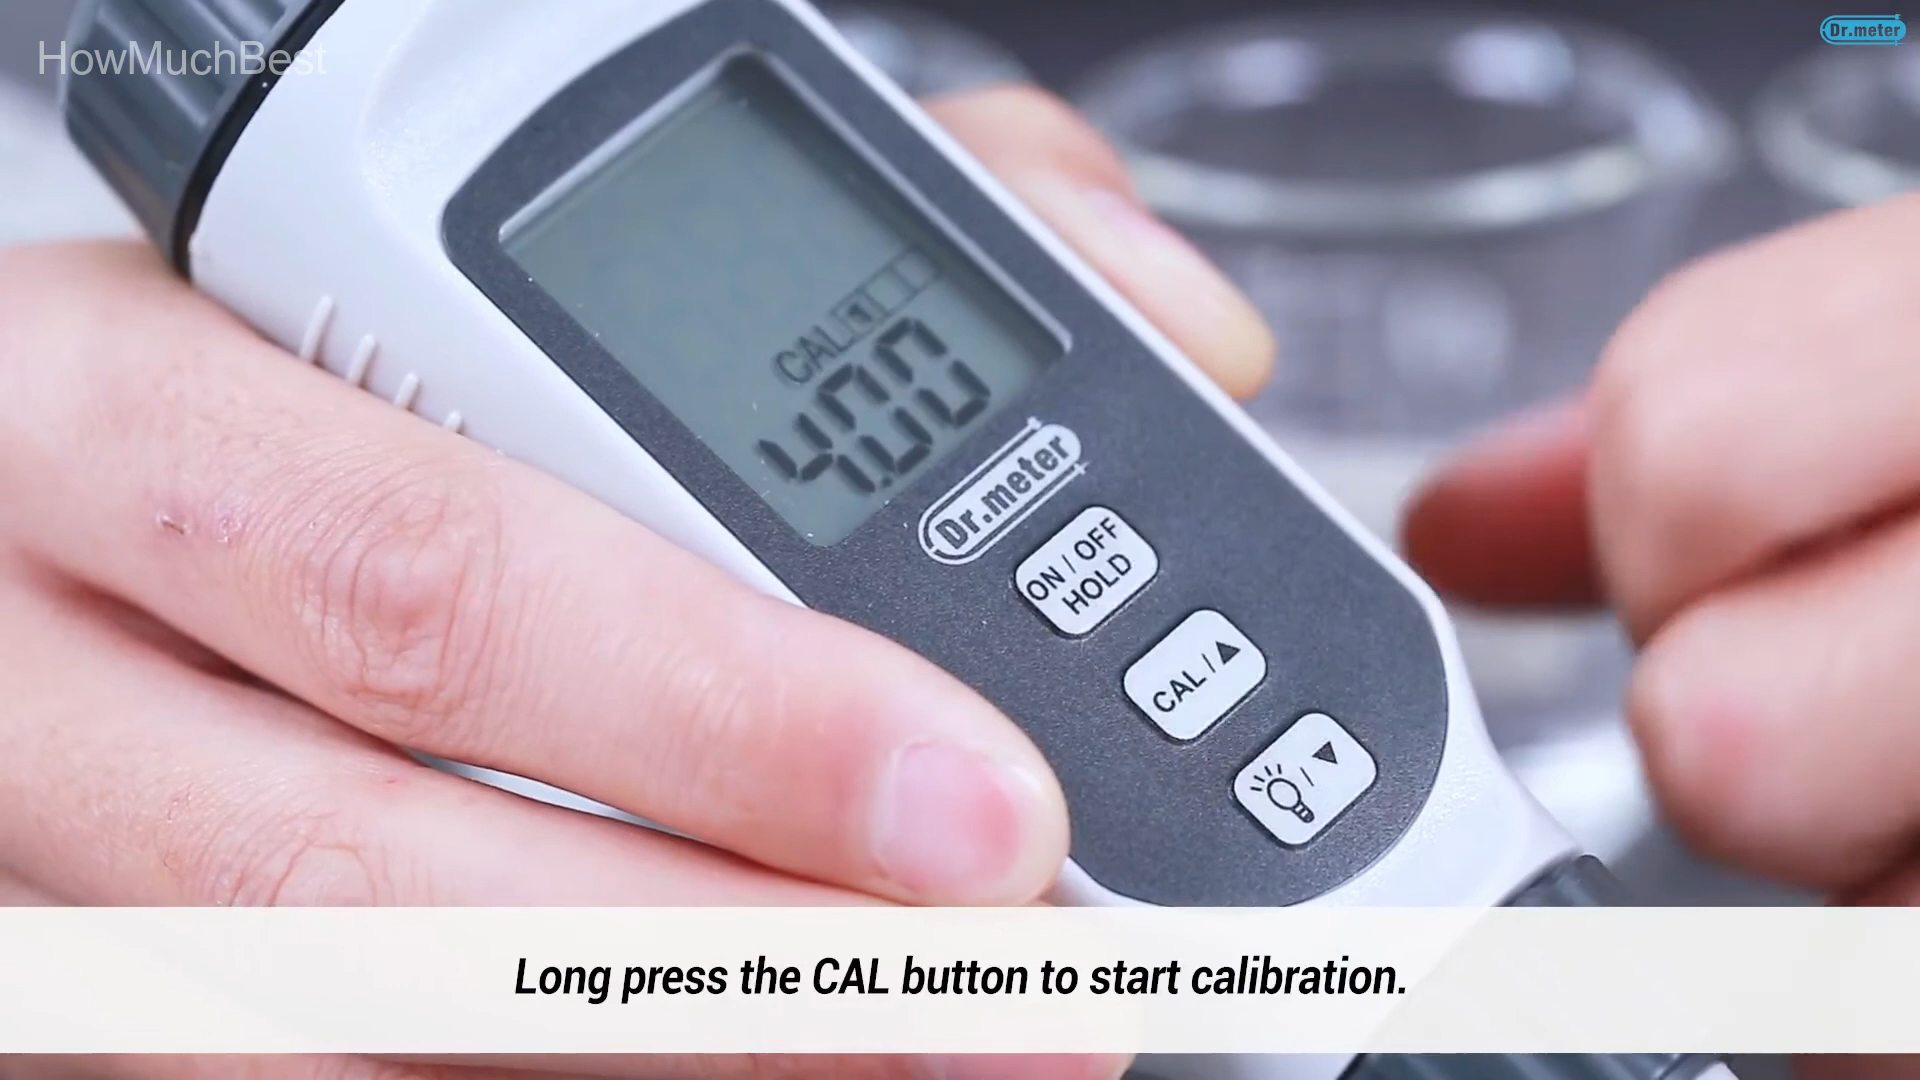 HowMuchBest
Dr.meter
CAL
4.00
Dr.meter
ON / OFF
HOLD
CAL / ▲
/ ▼
Long press the CAL button to start calibration.